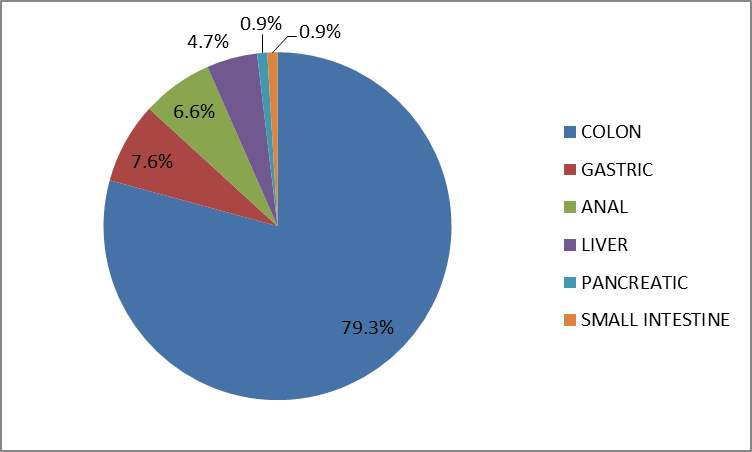 0.9%
0.9%
4.7%
6.6%
7.6%
79.3%
COLON
GASTRIC
ANAL
LIVER
PANCREATIC
SMALL INTESTINE